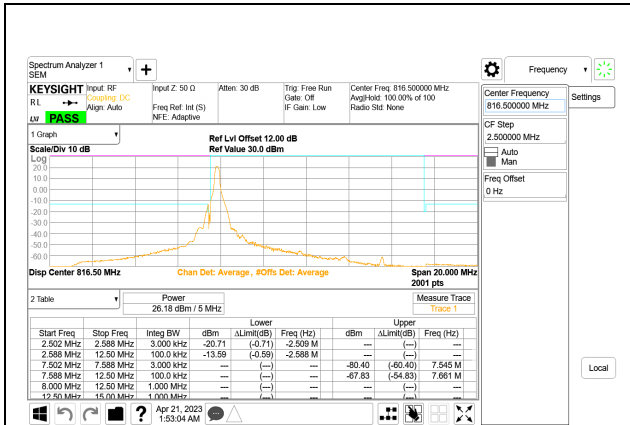 Spectrum Analyzer 1
SEM
Frequency
KEYSIGHT
Input: RF
Input Z: 50 Ω
Atten: 30 dB
Trig: Free Run
Center Freq: 816.500000 MHz
Coupling: DC
Gate: Off
Avg|Hold: 100.00% of 100
R L
Align: Auto
Freq Ref: Int (S)
IF Gain: Low
Radio Std: None
NFE: Adaptive
LXI PASS
Center Frequency
816.500000 MHz
Settings
CF Step
2.500000 MHz
Auto
Man
Freq Offset
0 Hz
Local
1 Graph
Ref Lvl Offset 12.00 dB
Scale/Div 10 dB
Ref Value 30.0 dBm
Log
20.0
10.0
0.00
-10.0
-20.0
-30.0
-40.0
-50.0
-60.0
Disp Center 816.50 MHz
Chan Det: Average , #Offs Det: Average
Span 20.000 MHz
2001 pts
2 Table
Power
Measure Trace
26.18 dBm / 5 MHz
Trace 1
Lower Upper
Start Freq Stop Freq Integ BW dBm ΔLimit(dB) Freq (Hz) dBm ΔLimit(dB) Freq (Hz)
2.502 MHz 2.588 MHz 3.000 kHz -20.71 (-0.71) -2.509 M --- (---) ---
2.588 MHz 12.50 MHz 100.0 kHz -13.59 (-0.59) -2.588 M --- (---) ---
7.502 MHz 7.588 MHz 3.000 kHz --- (---) --- -80.40 (-60.40) 7.545 M
7.588 MHz 12.50 MHz 100.0 kHz --- (---) --- -67.83 (-54.83) 7.661 M
8.000 MHz 12.50 MHz 1.000 MHz --- (---) --- --- (---) ---
12.50 MHz 15.00 MHz 1.000 MHz --- (---) --- --- (---) ---
?
Apr 21, 2023
1:53:04 AM